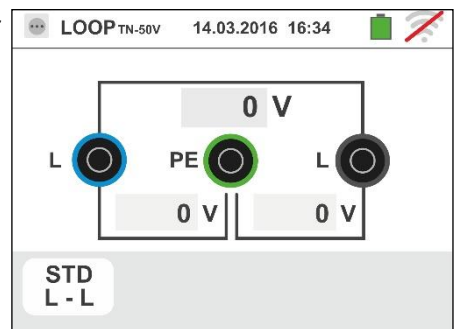 LOOP TN-50V 14.03.2016 16:34
0 V
L PE L
0 V 0 V
STD
L - L